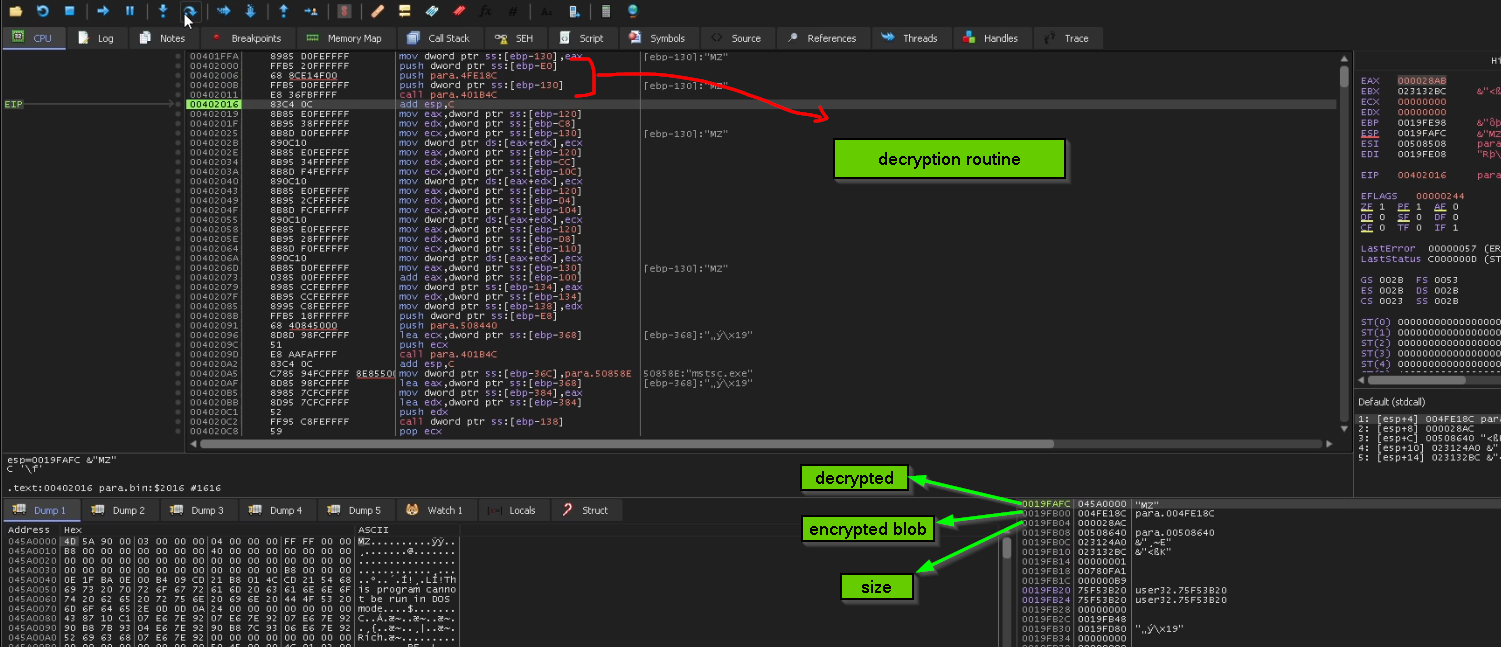 CPU Log Notes Breakpoints Memory Map Call Stack SEH Script Symbols Source References Threads Handles Trace
00401FFA 8985 D0FEFFFF mov dword ptr ss:[ebp-130],eax [ebp-130]:"MZ"
00402000 FFB5 20FFFFFF push dword ptr ss:[ebp-E0]
00402006 68 8CE14F00 push para.4FE18C
0040200B FFB5 D0FEFFFF push dword ptr ss:[ebp-130] [ebp-130]:"MZ"
00402011 E8 36FBFFFF call para.401B4C
EIP 00402016 83C4 0C add esp,C
00402019 8B85 E0FEFFFF mov eax,dword ptr ss:[ebp-120]
0040201F 8B95 38FFFFFF mov edx,dword ptr ss:[ebp-C8]
00402025 8B8D D0FEFFFF mov ecx,dword ptr ss:[ebp-130] [ebp-130]:"MZ"
0040202B 890C10 mov dword ptr ds:[eax+edx],ecx
0040202E 8B85 E0FEFFFF mov eax,dword ptr ss:[ebp-120]
00402034 8B95 34FFFFFF mov edx,dword ptr ss:[ebp-CC]
0040203A 8B8D F4FEFFFF mov ecx,dword ptr ss:[ebp-10C]
00402040 890C10 mov dword ptr ds:[eax+edx],ecx
00402043 8B85 E0FEFFFF mov eax,dword ptr ss:[ebp-120]
00402049 8B95 2CFFFFFF mov edx,dword ptr ss:[ebp-D4]
0040204F 8B8D FCFEFFFF mov ecx,dword ptr ss:[ebp-104]
00402055 890C10 mov dword ptr ds:[eax+edx],ecx
00402058 8B85 E0FEFFFF mov eax,dword ptr ss:[ebp-120]
0040205E 8B95 28FFFFFF mov edx,dword ptr ss:[ebp-D8]
00402064 8B8D F0FEFFFF mov ecx,dword ptr ss:[ebp-110]
0040206A 890C10 mov dword ptr ds:[eax+edx],ecx
0040206D 8B85 D0FEFFFF mov eax,dword ptr ss:[ebp-130] [ebp-130]:"MZ"
00402073 0385 00FFFFFF add eax,dword ptr ss:[ebp-100]
00402079 8985 CCFEFFFF mov dword ptr ss:[ebp-134],eax
0040207F 8B95 CCFEFFFF mov edx,dword ptr ss:[ebp-134]
00402085 8995 C8FEFFFF mov dword ptr ss:[ebp-138],edx
0040208B FFB5 18FFFFFF push dword ptr ss:[ebp-E8]
00402091 68 40845000 push para.508440
00402096 8D8D 98FCFFFF lea ecx,dword ptr ss:[ebp-368] [ebp-368]:"„ý\x19"
0040209C 51 push ecx
0040209D E8 AAFAFFFF call para.401B4C
004020A2 83C4 0C add esp,C
004020A5 C785 94FCFFFF 8E85500 mov dword ptr ss:[ebp-36C],para.50858E 50858E:"mstsc.exe"
004020AF 8D85 98FCFFFF lea eax,dword ptr ss:[ebp-368] [ebp-368]:"„ý\x19"
004020B5 8985 7CFCFFFF mov dword ptr ss:[ebp-384],eax
004020BB 8D95 7CFCFFFF lea edx,dword ptr ss:[ebp-384]
004020C1 52 push edx
004020C2 FF95 C8FEFFFF call dword ptr ss:[ebp-138]
004020C8 59 pop ecx
decryption routine
EAX 000028AB
EBX 023132BC
ECX 00000000
EDX 00000000
EBP 0019FE98
ESP 0019FAFC &"MZ
ESI 00508508 para
EDI 0019FE08
EIP 00402016 para
EFLAGS 00000244
ZF 1 PF 1 AF 0
OF 0 SF 0 DF 0
CF 0 TF 0 IF 1
LastError 00000057 (ER
LastStatus C000000D (ST
GS 002B FS 0053
ES 002B DS 002B
CS 0023 SS 002B
ST(0) 0000000000000000
ST(1) 0000000000000000
ST(2) 0000000000000000
ST(3) 0000000000000000
ST(4) 0000000000000000
Default (stdcall)
1: [esp+4] 004FE18C para
2: [esp+8] 000028AC
3: [esp+C] 00508640
4: [esp+10] 023124A0
5: [esp+14] 023132BC
esp=0019FAFC &"MZ"
C '\f'
.text:00402016 para.bin:$2016 #1616
Dump 1 Dump 2 Dump 3 Dump 4 Dump 5 Watch 1 Locals Struct
Address Hex ASCII
045A0000 4D 5A 90 00 03 00 00 00 04 00 00 00 FF FF 00 00 MZ..........ÿÿ..
045A0010 B8 00 00 00 00 00 00 00 40 00 00 00 00 00 00 00 ¸.......@.......
045A0020 00 00 00 00 00 00 00 00 00 00 00 00 00 00 00 00 ................
045A0030 00 00 00 00 00 00 00 00 00 00 00 00 B8 00 00 00 ............¸...
045A0040 0E 1F BA 0E 00 B4 09 CD 21 B8 01 4C CD 21 54 68 ..º..´.Í!¸.LÍ!Th
045A0050 69 73 20 70 72 6F 67 72 61 6D 20 63 61 6E 6E 6F is program canno
045A0060 74 20 62 65 20 72 75 6E 20 69 6E 20 44 4F 53 20 t be run in DOS
045A0070 6D 6F 64 65 2E 0D 0D 0A 24 00 00 00 00 00 00 00 mode....$.......
045A0080 43 87 10 C1 07 E6 7E 92 07 E6 7E 92 07 E6 7E 92
045A0090 90 B8 7B 93 04 E6 7E 92 90 B8 7C 93 06 E6 7E 92
045A00A0 52 69 63 68 07 E6 7E 92 00 00 00 00 00 00 00 00
decrypted
encrypted blob
size
0019FAFC 045A0000 "MZ"
0019FB00 004FE18C para.004FE18C
0019FB04 000028AC
0019FB08 00508640 para.00508640
0019FB0C 023124A0 &"¸~E"
0019FB10 023132BC &"<ßK"
0019FB14 00000001
0019FB18 00780FA1
0019FB1C 000000B9
0019FB20 75F53B20 user32.75F53B20
0019FB24 75F53B20 user32.75F53B20
0019FB28 00000000
0019FB2C 0019FB48
0019FB30 0019FD80 "„ý\x19"
0019FB34 00000000